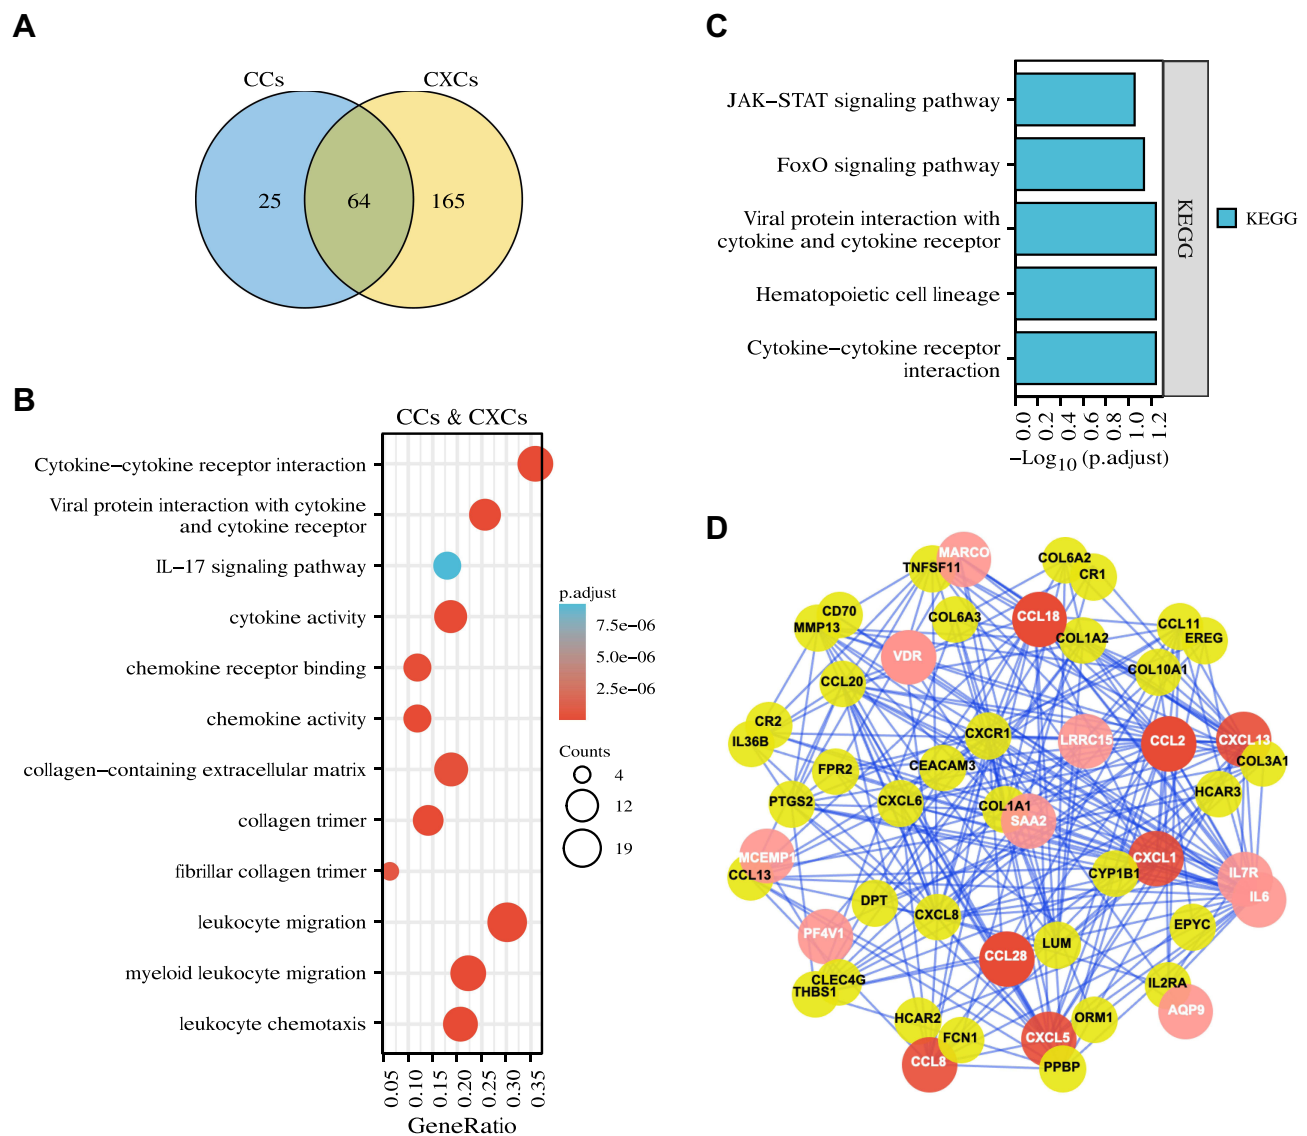 A
CCs
CXCs
25
64
165
B
CCs & CXCs
Cytokine−cytokine receptor interaction
Viral protein interaction with cytokine
and cytokine receptor
IL−17 signaling pathway
cytokine activity
chemokine receptor binding
chemokine activity
collagen−containing extracellular matrix
collagen trimer
fibrillar collagen trimer
leukocyte migration
myeloid leukocyte migration
leukocyte chemotaxis
0.05
0.10
0.15
0.20
0.25
0.30
0.35
GeneRatio
p.adjust
7.5e−06
5.0e−06
2.5e−06
Counts
4
12
19
C
JAK−STAT signaling pathway
FoxO signaling pathway
Viral protein interaction with
cytokine and cytokine receptor
Hematopoietic cell lineage
Cytokine−cytokine receptor
interaction
0.0
0.2
0.4
0.6
0.8
1.0
1.2
−Log10 (p.adjust)
KEGG
KEGG
D
MARCO
TNFSF11
COL6A2
CR1
CD70
MMP13
COL6A3
CCL18
COL1A2
CCL11
EREG
VDR
COL10A1
CCL20
CR2
IL36B
CXCR1
LRRC15
CCL2
CXCL13
COL3A1
FPR2
CEACAM3
HCAR3
PTGS2
CXCL6
COL1A1
SAA2
MCEMP1
CCL13
CXCL1
CYP1B1
IL7R
IL6
DPT
CXCL8
PF4V1
EPYC
LUM
CCL28
CLEC4G
THBS1
IL2RA
AQP9
HCAR2
ORM1
FCN1
CXCL5
CCL8
PPBP